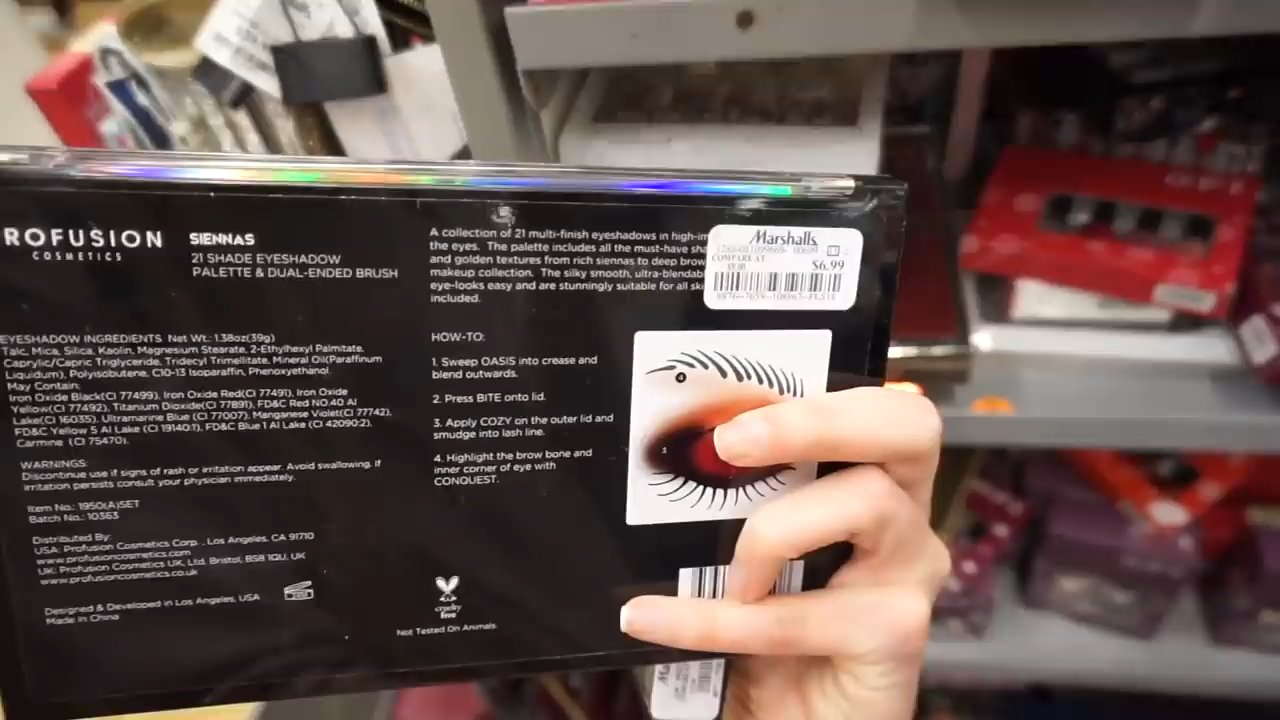 ROFUSION
COSMETICS
SIENNAS
21 SHADE EYESHADOW
PALETTE & DUAL-ENDED BRUSH
A collection of 21 multi-finish eyeshadows in high-im
the eyes. The palette includes all the must-have sha
and golden textures from rich siennas to deep brow
makeup collection. The silky smooth, ultra-blendab
eye-looks easy and are stunningly suitable for all sk
included.
Marshalls
COMPARE AT
$6.99
EYESHADOW INGREDIENTS Net Wt.: 1.38oz(39g)
Talc, Mica, Silica, Kaolin, Magnesium Stearate, 2-Ethylhexyl Palmitate,
Caprylic/Capric Triglyceride, Tridecyl Trimellitate, Mineral Oil(Paraffinum
Liquidum), Polyisobutene, C10-13 Isoparaffin, Phenoxyethanol.
May Contain:
Iron Oxide Black(CI 77499), Iron Oxide Red(CI 77491), Iron Oxide
Yellow(CI 77492), Titanium Dioxide(CI 77891), FD&C Red NO.40 Al
Lake(CI 16035), Ultramarine Blue (CI 77007), Manganese Violet(CI 77742),
FD&C Yellow 5 Al Lake (CI 19140:1), FD&C Blue 1 Al Lake (CI 42090:2),
Carmine (CI 75470).
WARNINGS:
Discontinue use if signs of rash or irritation appear. Avoid swallowing. If
irritation persists consult your physician immediately.
Item No.: 1950(A)SET
Batch No.: 10363
Distributed By:
USA: Profusion Cosmetics Corp., Los Angeles, CA 91710
www.profusioncosmetics.com
UK: Profusion Cosmetics UK, Ltd. Bristol, BS8 1QU, UK
www.profusioncosmetics.co.uk
Designed & Developed in Los Angeles, USA
Made in China
HOW-TO:
1. Sweep OASIS into crease and
blend outwards.
2. Press BITE onto lid.
3. Apply COZY on the outer lid and
smudge into lash line.
4. Highlight the brow bone and
inner corner of eye with
CONQUEST.
4
3
cruelty
free
Not Tested On Animals
Ma
OPI